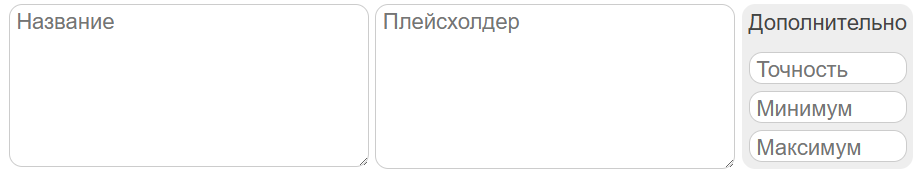 Название
Плейсхолдер
Дополнительно
Точность
Минимум
Максимум